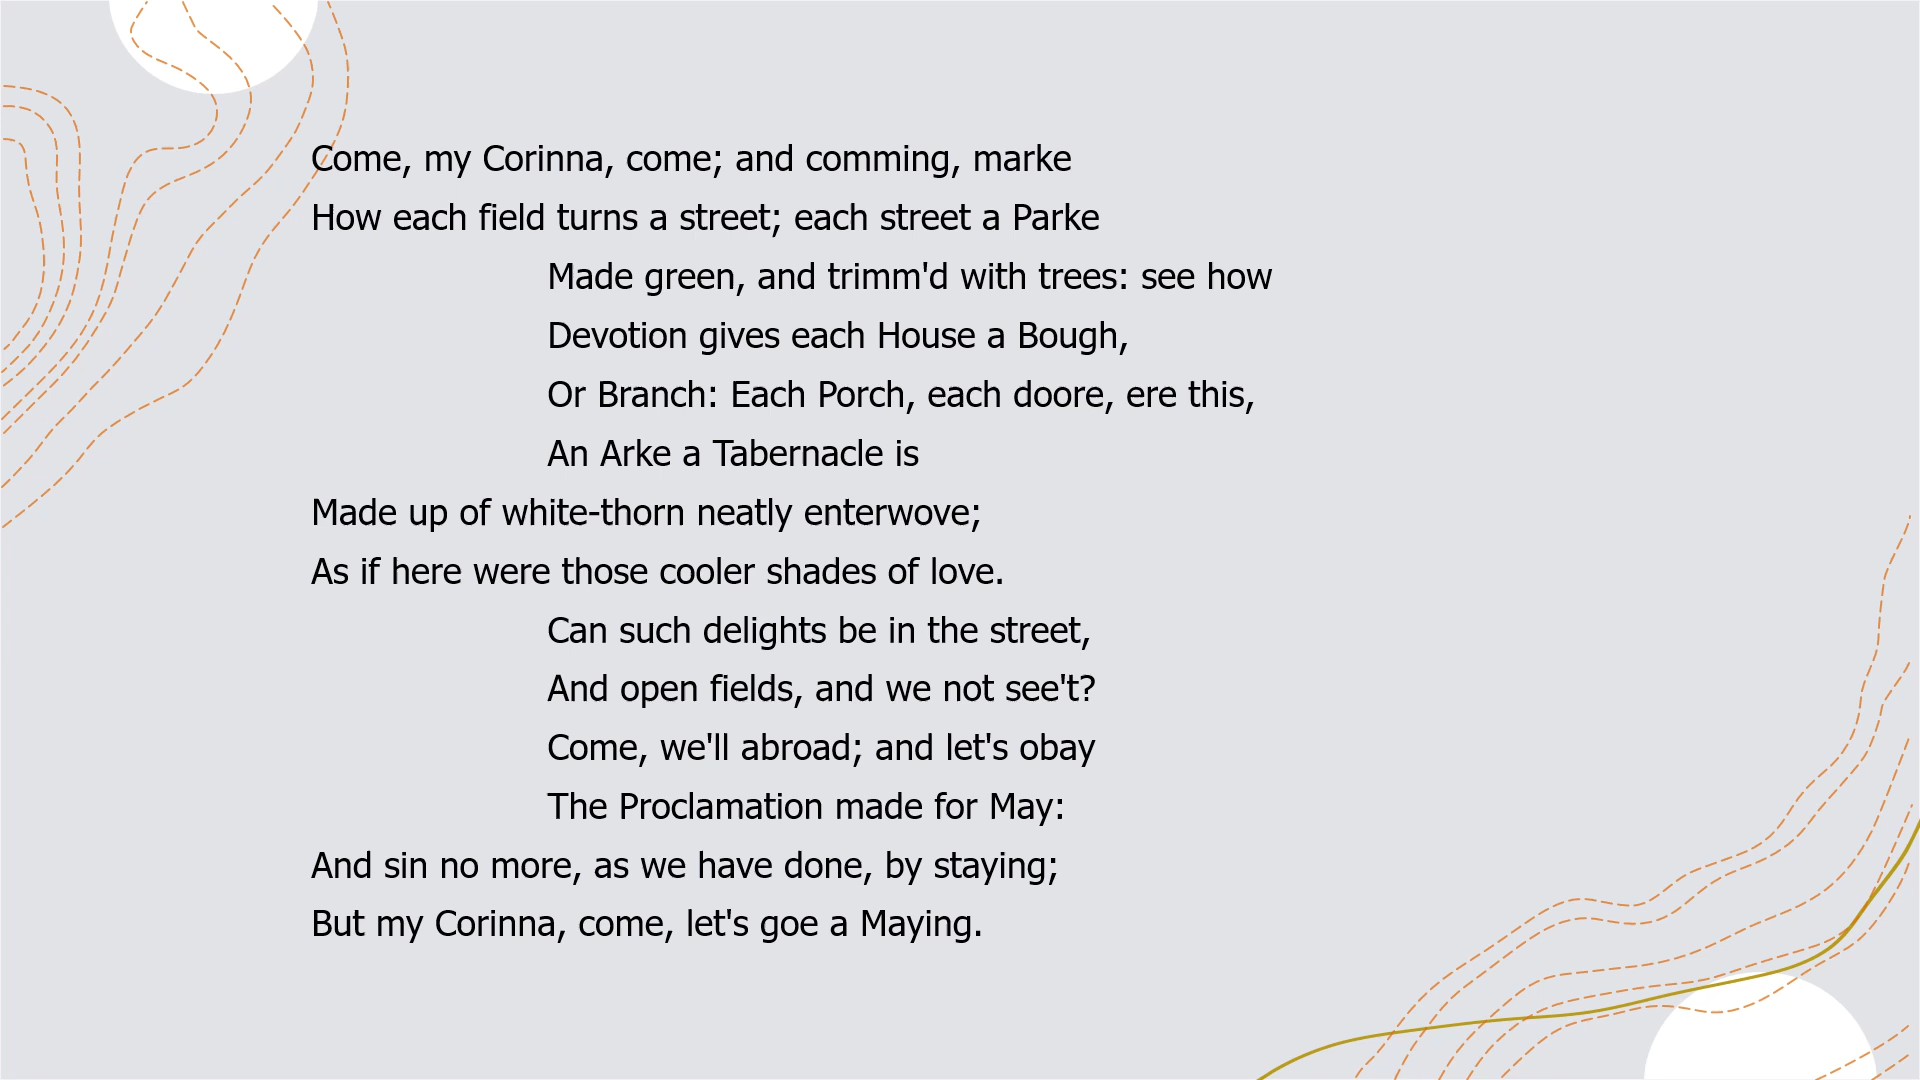 Come, my Corinna, come; and comming, marke
How each field turns a street; each street a Parke
Made green, and trimm'd with trees: see how
Devotion gives each House a Bough,
Or Branch: Each Porch, each doore, ere this,
An Arke a Tabernacle is
Made up of white-thorn neatly enterwove;
As if here were those cooler shades of love.
Can such delights be in the street,
And open fields, and we not see't?
Come, we'll abroad; and let's obay
The Proclamation made for May:
And sin no more, as we have done, by staying;
But my Corinna, come, let's goe a Maying.